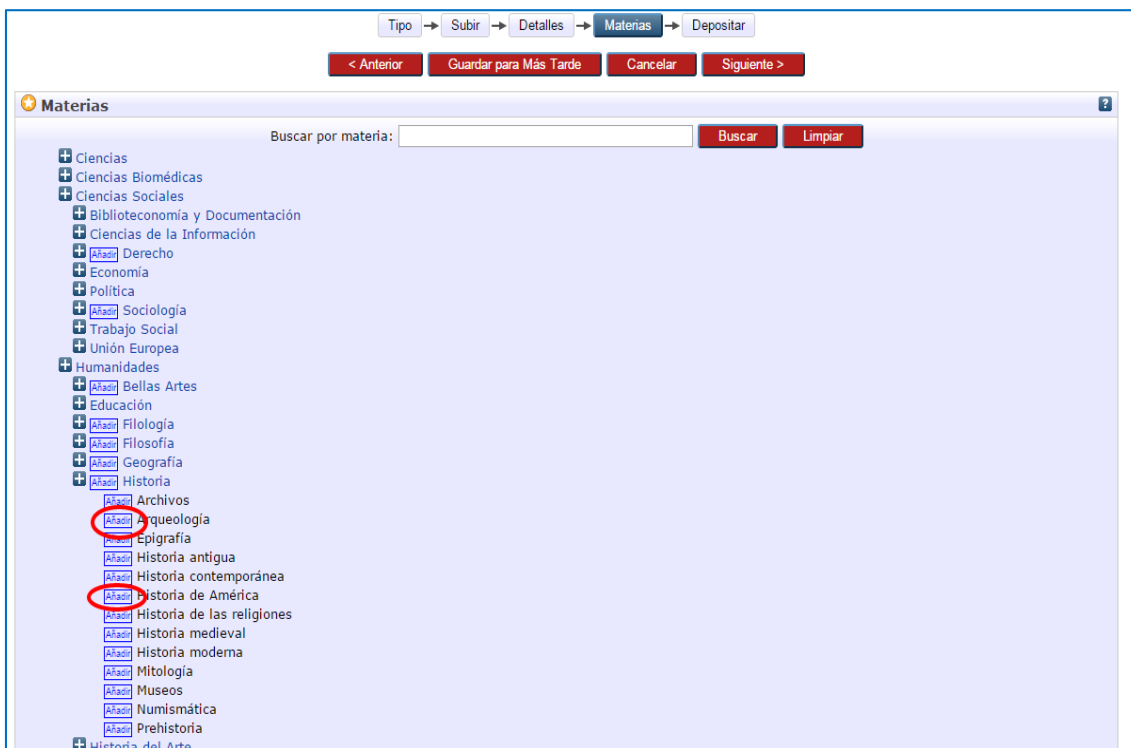 Tipo Subir Detalles Materias Depositar
< Anterior Guardar para Más Tarde Cancelar Siguiente >
Materias ?
Buscar por materia: Buscar Limpiar
Ciencias
Ciencias Biomédicas
Ciencias Sociales
Biblioteconomía y Documentación
Ciencias de la Información
Añadir Derecho
Economía
Política
Añadir Sociología
Trabajo Social
Unión Europea
Humanidades
Añadir Bellas Artes
Educación
Añadir Filología
Añadir Filosofía
Añadir Geografía
Añadir Historia
Añadir Archivos
Añadir Arqueología
Añadir Epigrafía
Añadir Historia antigua
Añadir Historia contemporánea
Añadir Historia de América
Añadir Historia de las religiones
Añadir Historia medieval
Añadir Historia moderna
Añadir Mitología
Añadir Museos
Añadir Numismática
Añadir Prehistoria
Historia del Arte